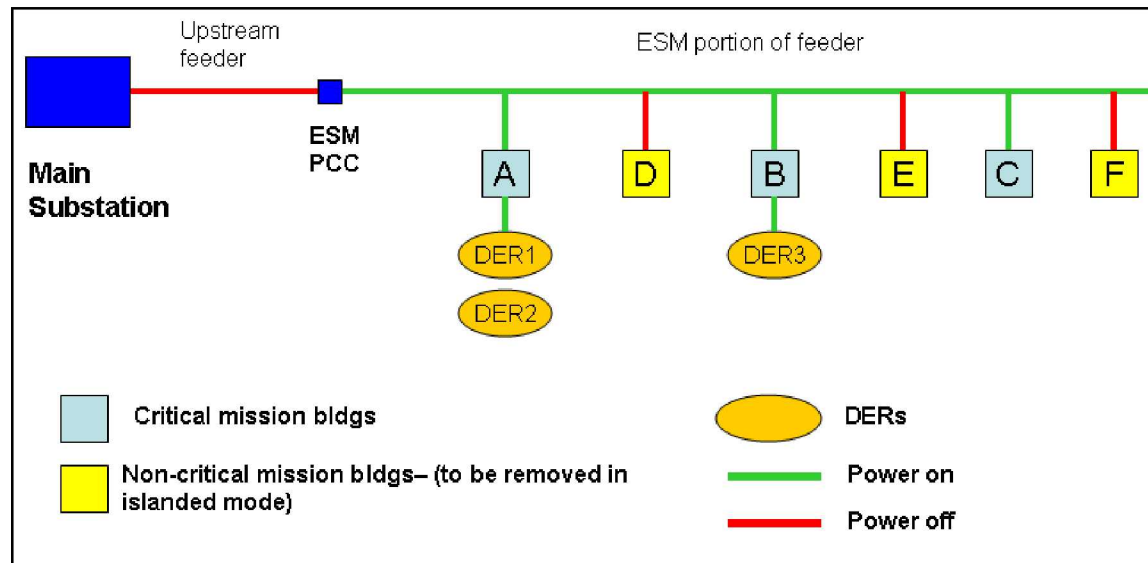 Upstream
feeder
ESM portion of feeder
Main
Substation
ESM
PCC
A
D
B
E
C
F
DER1
DER3
DER2
Critical mission bldgs
DERs
Non-critical mission bldgs– (to be removed in
islanded mode)
Power on
Power off